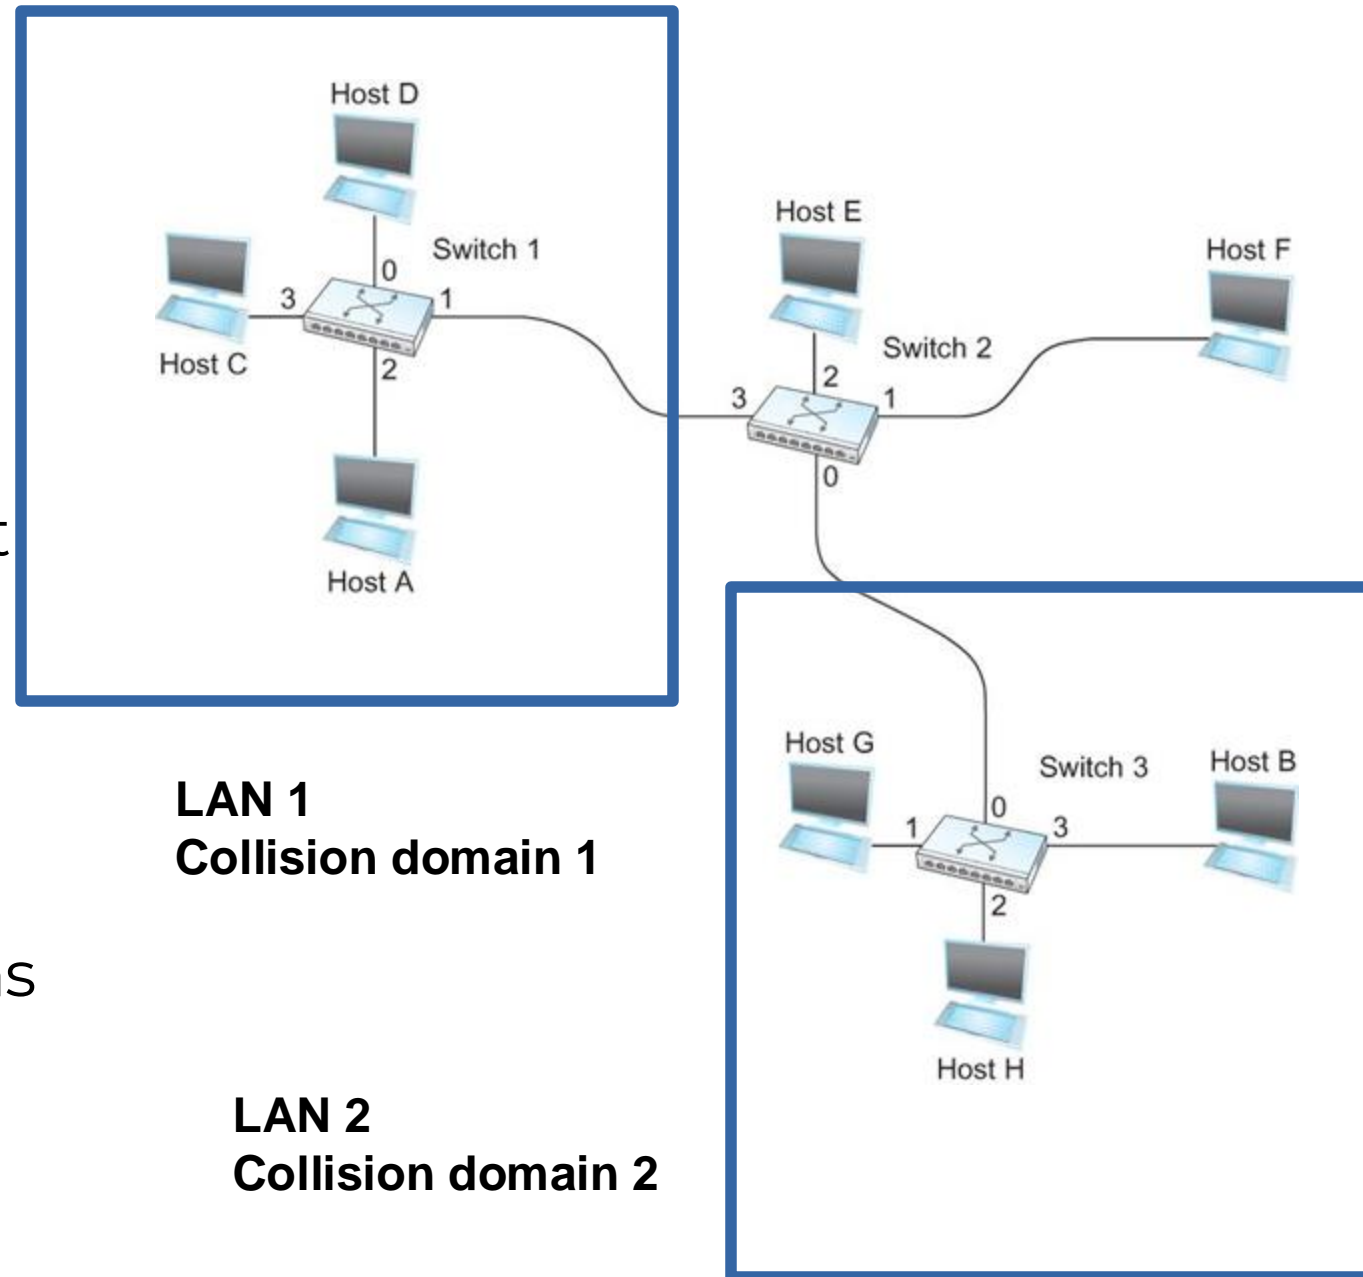 Host D
Host E
Host F
Switch 1
0
3
1
Host C
2
Switch 2
2
3
1
0
t
Host A
t
Host G
Switch 3
Host B
LAN 1
Collision domain 1
0
1
3
2
Host H
LAN 2
Collision domain 2